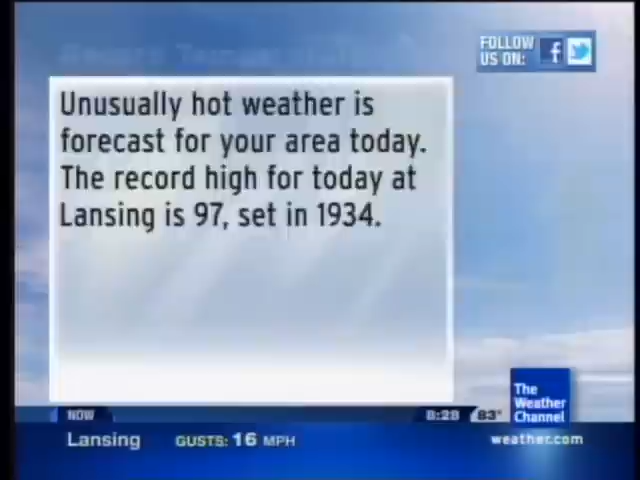 FOLLOW
US ON:
Unusually hot weather is
forecast for your area today.
The record high for today at
Lansing is 97, set in 1934.
NOW
8:28 83°
The
Weather
Channel
Lansing GUSTS: 16 MPH
weather.com